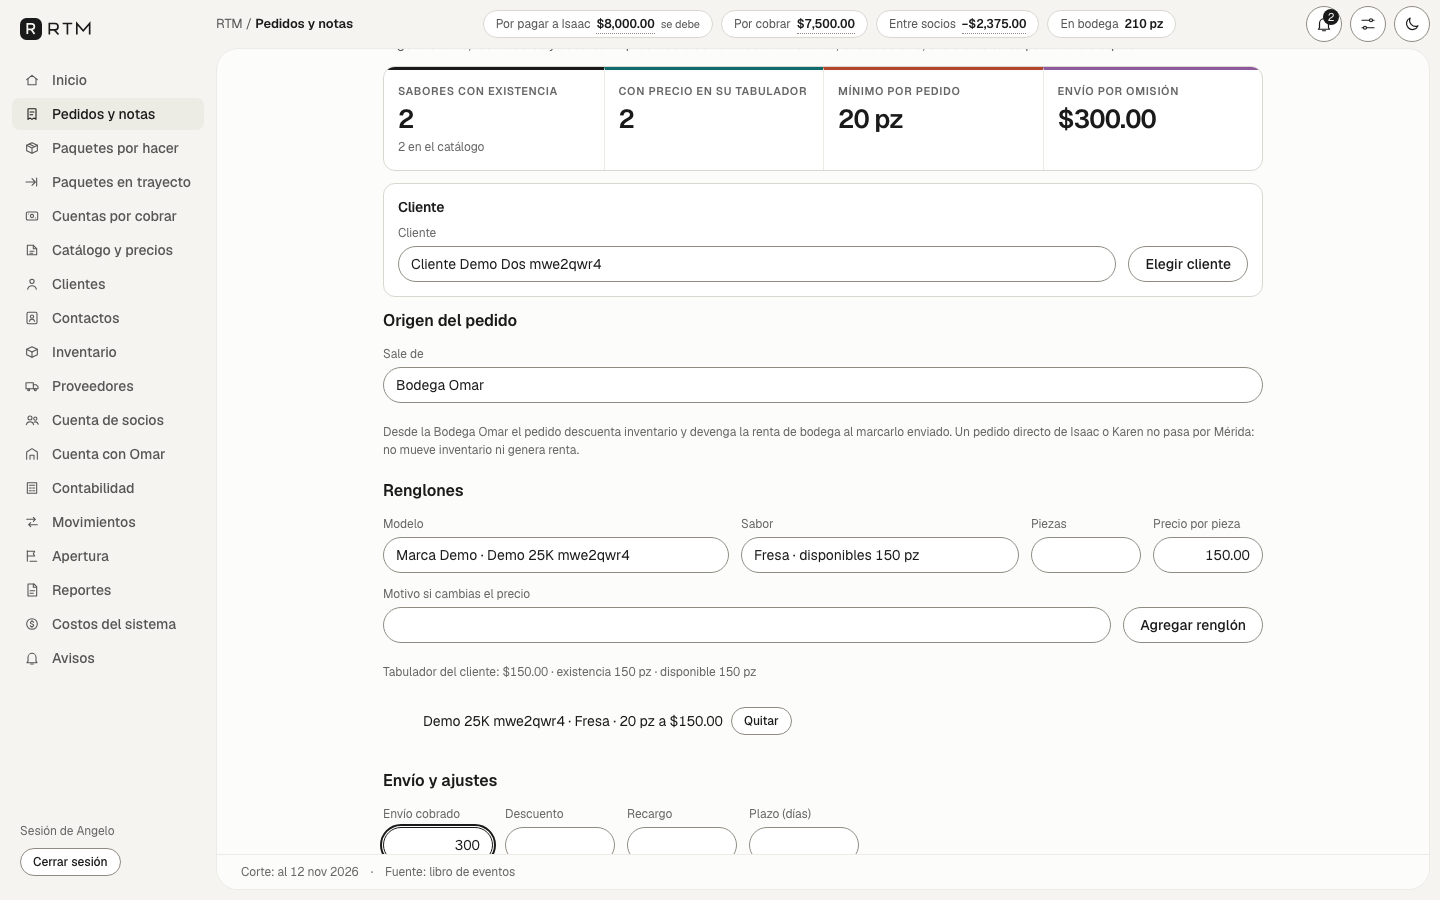 R RTM
RTM / Pedidos y notas
Por pagar a Isaac $8,000.00 se debe
Por cobrar $7,500.00
Entre socios −$2,375.00
En bodega 210 pz
2
Inicio
Pedidos y notas
Paquetes por hacer
Paquetes en trayecto
Cuentas por cobrar
Catálogo y precios
Clientes
Contactos
Inventario
Proveedores
Cuenta de socios
Cuenta con Omar
Contabilidad
Movimientos
Apertura
Reportes
Costos del sistema
Avisos
Sesión de Angelo
Cerrar sesión
SABORES CON EXISTENCIA
2
2 en el catálogo
CON PRECIO EN SU TABULADOR
2
MÍNIMO POR PEDIDO
20 pz
ENVÍO POR OMISIÓN
$300.00
Cliente
Cliente
Cliente Demo Dos mwe2qwr4
Elegir cliente
Origen del pedido
Sale de
Bodega Omar
Desde la Bodega Omar el pedido descuenta inventario y devenga la renta de bodega al marcarlo enviado. Un pedido directo de Isaac o Karen no pasa por Mérida:
no mueve inventario ni genera renta.
Renglones
Modelo Sabor Piezas Precio por pieza
Marca Demo · Demo 25K mwe2qwr4 Fresa · disponibles 150 pz 150.00
Motivo si cambias el precio
Agregar renglón
Tabulador del cliente: $150.00 · existencia 150 pz · disponible 150 pz
Demo 25K mwe2qwr4 · Fresa · 20 pz a $150.00 Quitar
Envío y ajustes
Envío cobrado Descuento Recargo Plazo (días)
300
Corte: al 12 nov 2026 · Fuente: libro de eventos